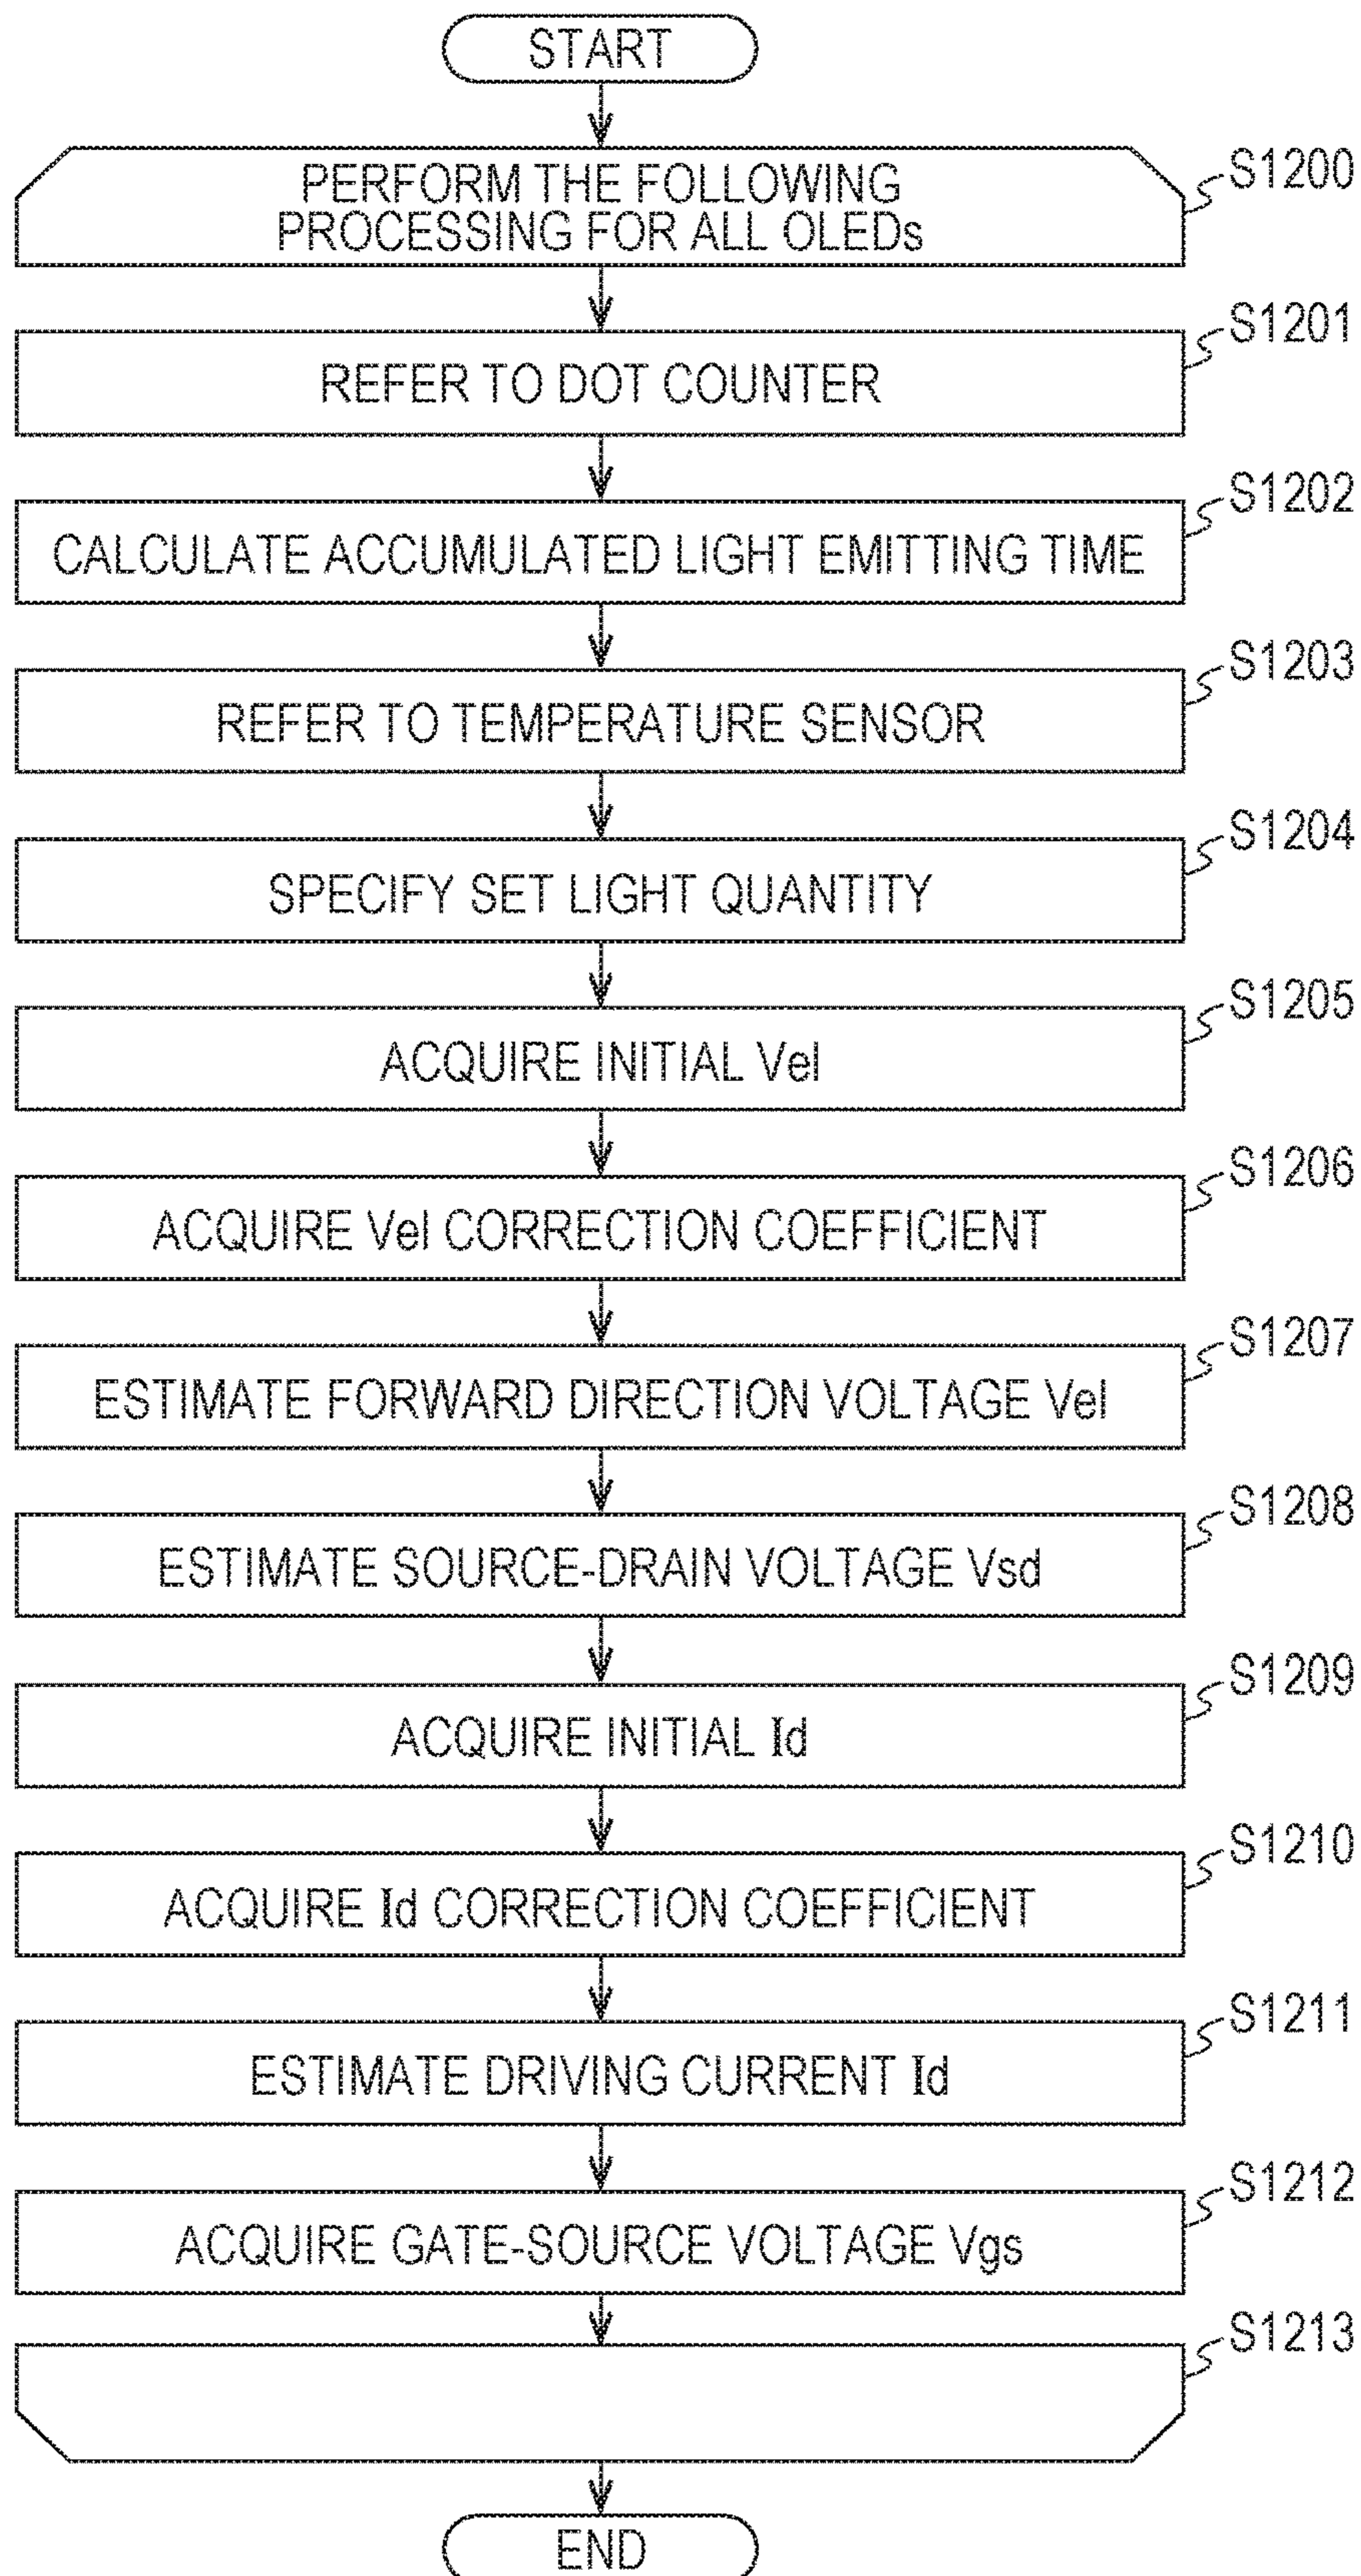 START
PERFORM THE FOLLOWING
PROCESSING FOR ALL OLEDs
S1200
REFER TO DOT COUNTER
S1201
CALCULATE ACCUMULATED LIGHT EMITTING TIME
S1202
REFER TO TEMPERATURE SENSOR
S1203
SPECIFY SET LIGHT QUANTITY
S1204
ACQUIRE INITIAL Vel
S1205
ACQUIRE Vel CORRECTION COEFFICIENT
S1206
ESTIMATE FORWARD DIRECTION VOLTAGE Vel
S1207
ESTIMATE SOURCE-DRAIN VOLTAGE Vsd
S1208
ACQUIRE INITIAL Id
S1209
ACQUIRE Id CORRECTION COEFFICIENT
S1210
ESTIMATE DRIVING CURRENT Id
S1211
ACQUIRE GATE-SOURCE VOLTAGE Vgs
S1212
S1213
END